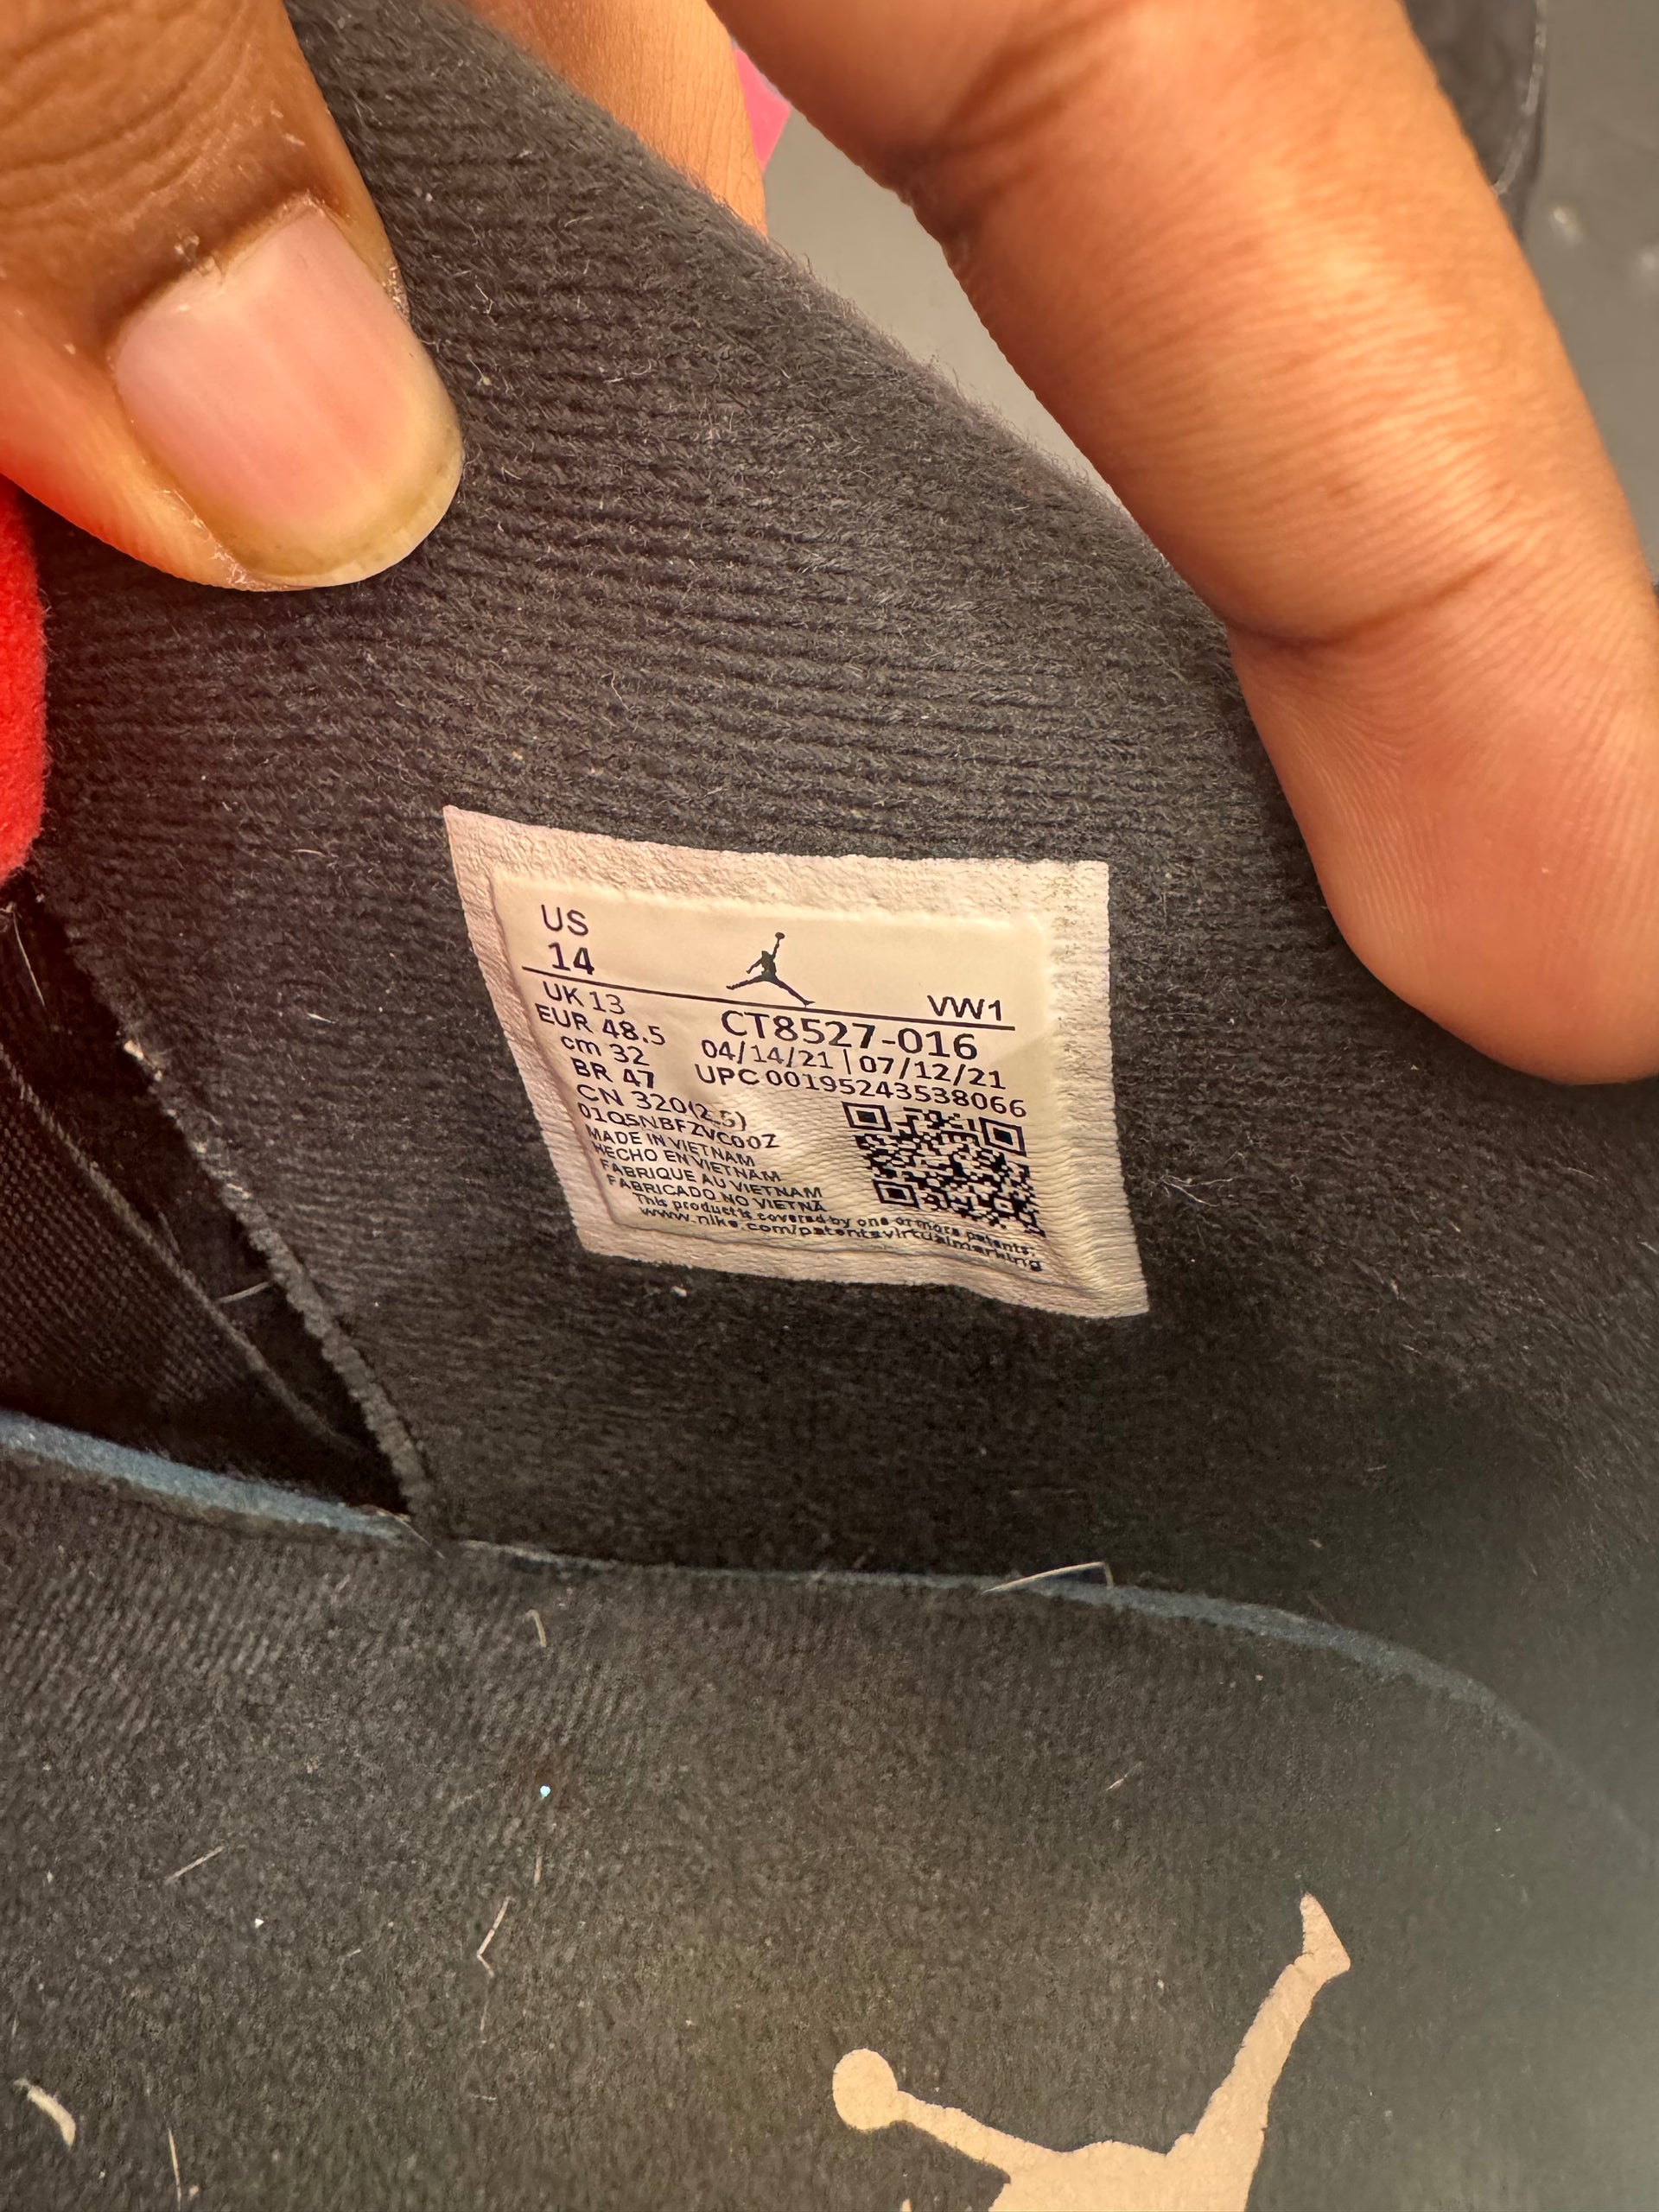 US
14
VW1
UK 13
EUR 48.5
cm 32
BR 47
CN 320(2.5)
CT8527-016
04/14/21 | 07/12/21
UPC 00195243538066
01Q5NBFZVC00Z
MADE IN VIETNAM
HECHO EN VIETNAM
FABRIQUE AU VIETNAM
FABRICADO NO VIETNÃ
This product is covered by one or more patents:
www.nike.com/patentsvirtualmarking